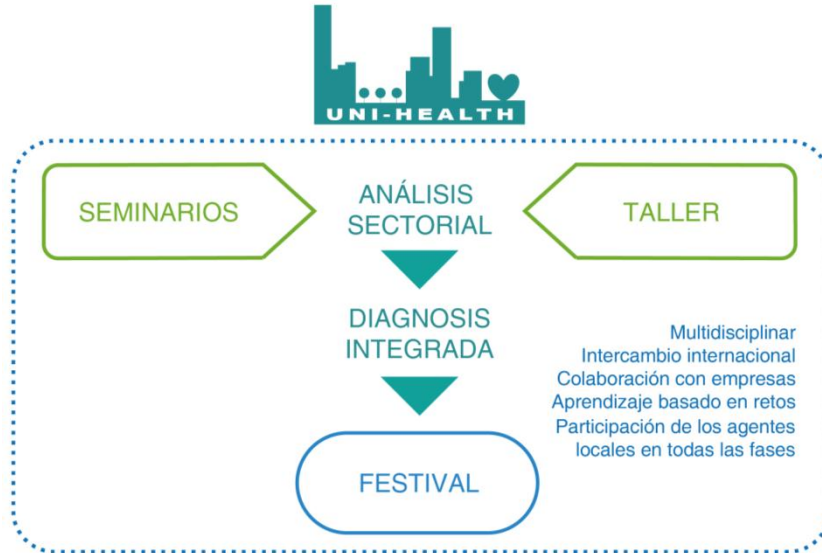 UNI-HEALTH
SEMINARIOS
ANÁLISIS
SECTORIAL
TALLER
DIAGNOSIS
INTEGRADA
Multidisciplinar
Intercambio internacional
Colaboración con empresas
Aprendizaje basado en retos
Participación de los agentes
locales en todas las fases
FESTIVAL